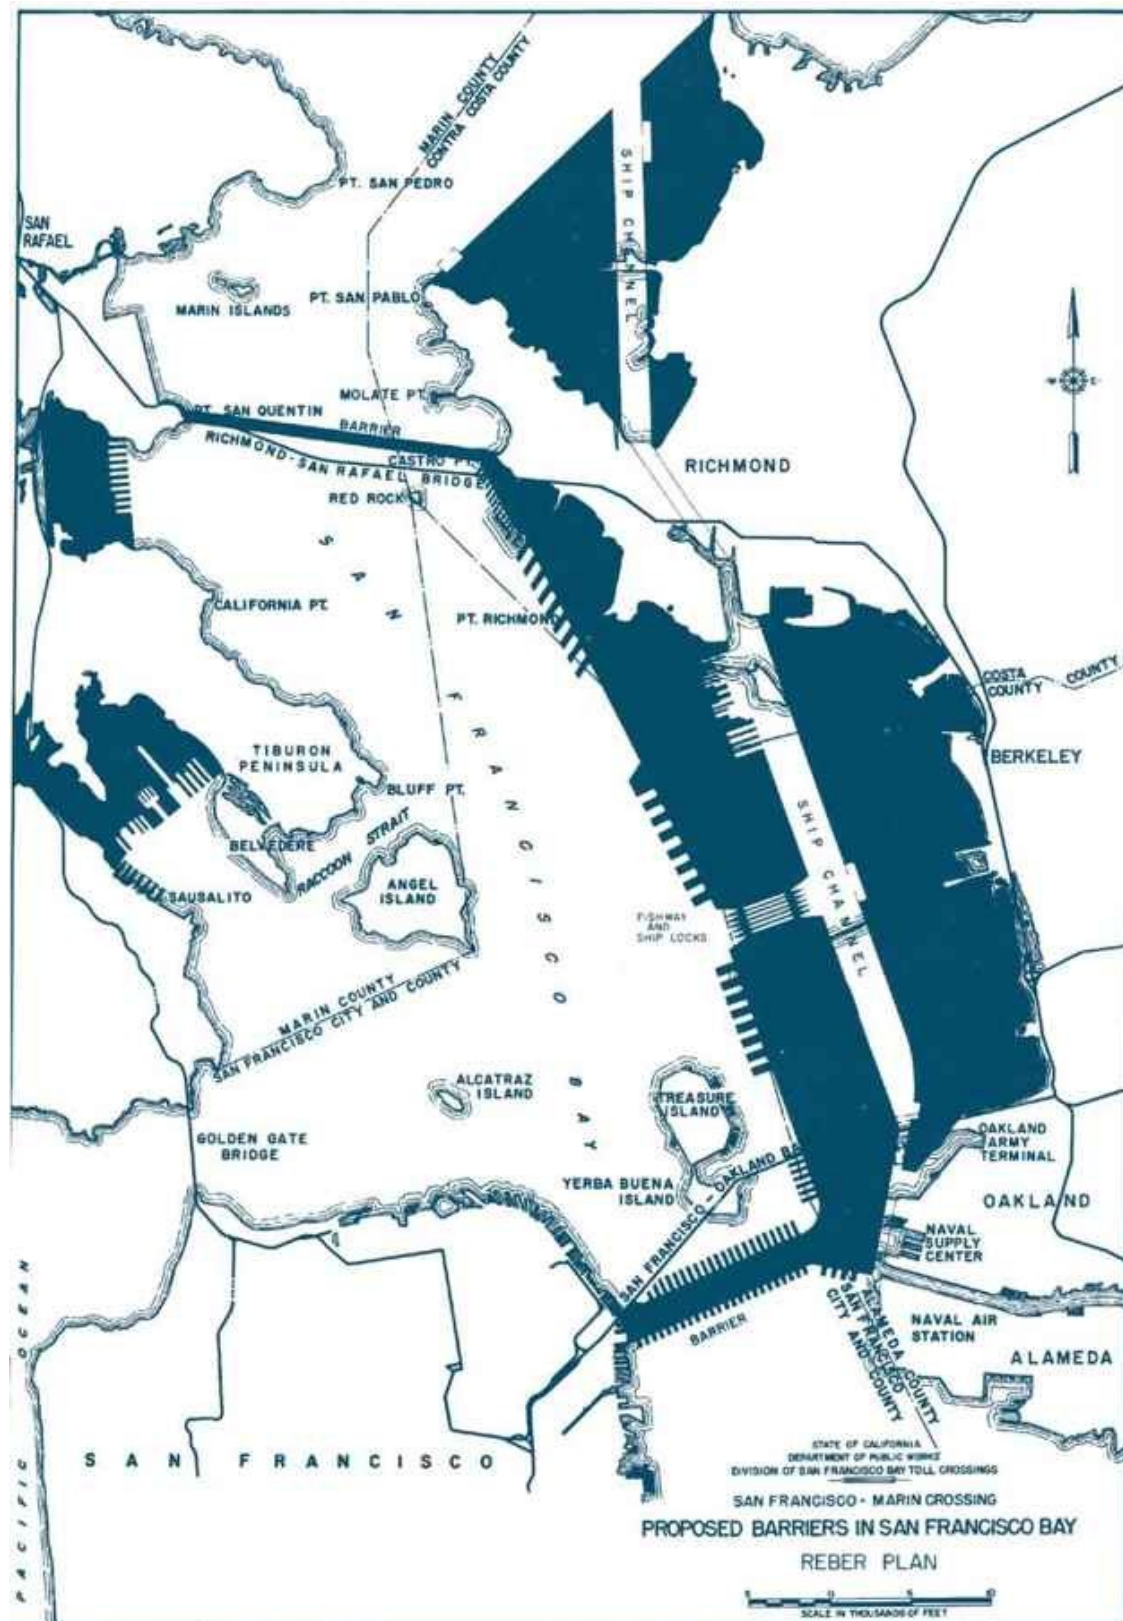 MARIN COUNTY
CONTRA COSTA COUNTY
SHIP CHANNEL
PT. SAN PEDRO
SAN
RAFAEL
MARIN ISLANDS
PT. SAN PABLO
MOLATE PT.
PT. SAN QUENTIN
BARRIER
CASTRO PT.
RICHMOND-SAN RAFAEL BRIDGE
RED ROCK
RICHMOND
SAN FRANCISCO BAY
CALIFORNIA PT.
PT. RICHMOND
COSTA
COUNTY
COUNTY
BERKELEY
TIBURON
PENINSULA
BLUFF PT.
BELVEDERE
RACCOON STRAIT
SAUSALITO
ANGEL
ISLAND
SHIP CHANNEL
FISHWAY
AND
SHIP LOCKS
MARIN COUNTY
SAN FRANCISCO CITY AND COUNTY
ALCATRAZ
ISLAND
TREASURE
ISLAND
GOLDEN GATE
BRIDGE
OAKLAND
ARMY
TERMINAL
YERBA BUENA
ISLAND
SAN FRANCISCO - OAKLAND BA
OAKLAND
NAVAL
SUPPLY
CENTER
BARRIER
ALAMEDA COUNTY
SAN FRANCISCO
CITY AND COUNTY
NAVAL AIR
STATION
ALAMEDA
PACIFIC OCEAN
SAN FRANCISCO
STATE OF CALIFORNIA
DEPARTMENT OF PUBLIC WORKS
DIVISION OF SAN FRANCISCO BAY TOLL CROSSINGS
SAN FRANCISCO - MARIN CROSSING
PROPOSED BARRIERS IN SAN FRANCISCO BAY
REBER PLAN
5 0 5 10
SCALE IN THOUSANDS OF FEET